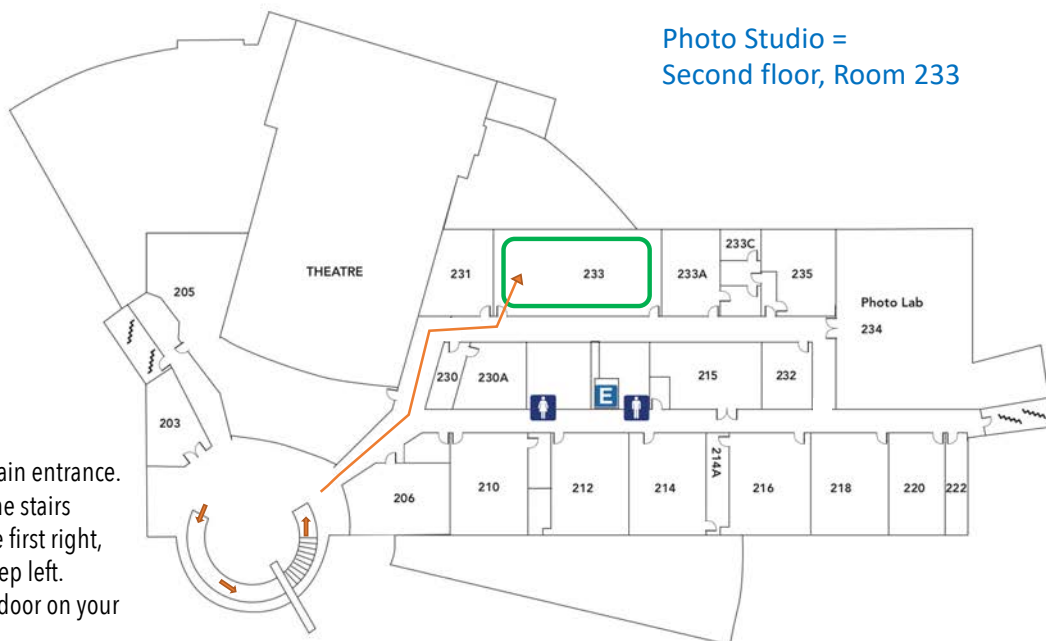 Photo Studio =
Second floor, Room 233
233C
205
THEATRE
231
233
233A
235
Photo Lab
234
230
230A
E
215
232
203
206
210
212
214
214A
216
218
220
222
ain entrance.
ne stairs
e first right,
ep left.
door on your